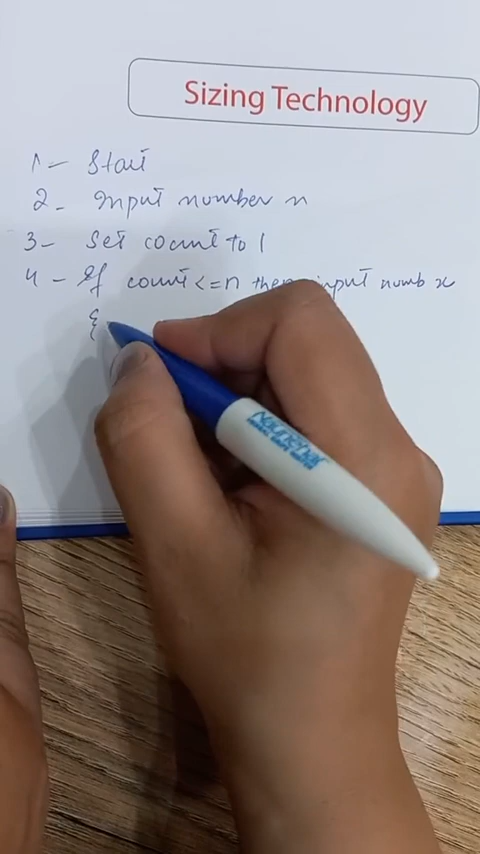 Sizing Technology
1- Start
2- Input number n
3- Set count to 1
4- If count <= n then input numb x
{